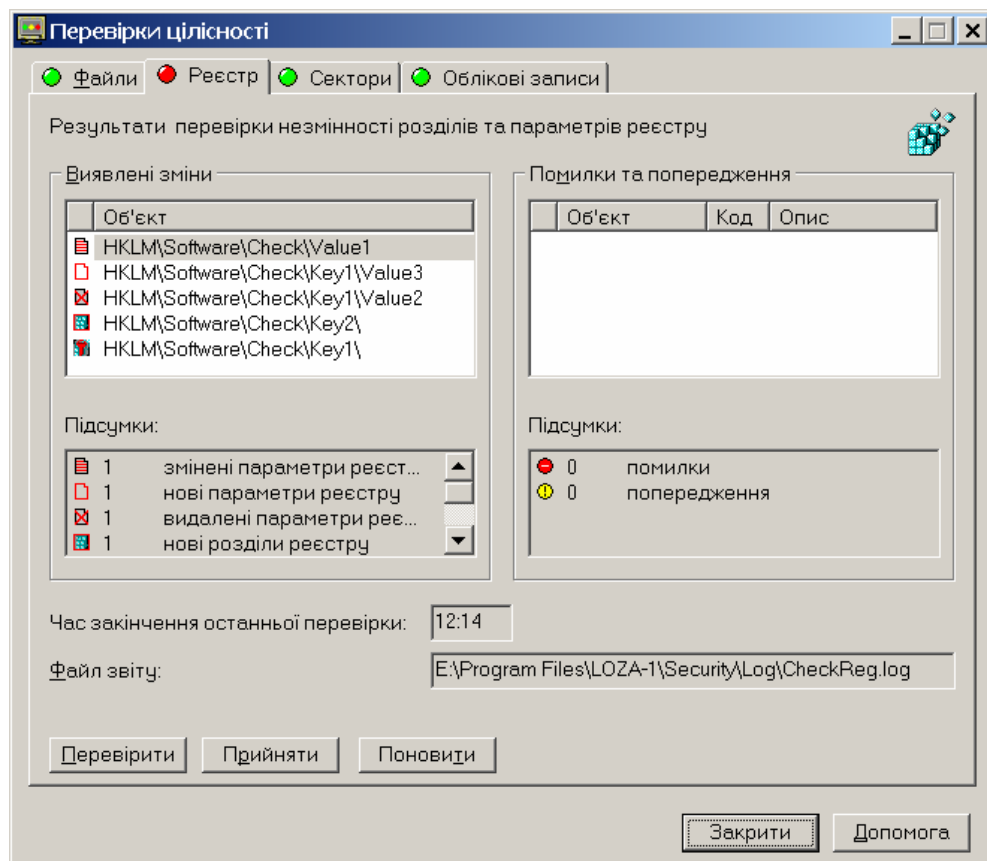 Перевірки цілісності
Файли Реєстр Сектори Облікові записи
Результати перевірки незмінності розділів та параметрів реєстру
Виявлені зміни
Об'єкт
HKLM\Software\Check\Value1
HKLM\Software\Check\Key1\Value3
HKLM\Software\Check\Key1\Value2
HKLM\Software\Check\Key2\
HKLM\Software\Check\Key1\
Підсумки:
1 змінені параметри реєст...
1 нові параметри реєстру
1 видалені параметри реє...
1 нові розділи реєстру
Помилки та попередження
Об'єкт Код Опис
Підсумки:
0 помилки
0 попередження
Час закінчення останньої перевірки: 12:14
Файл звіту: E:\Program Files\LOZA-1\Security\Log\CheckReg.log
Перевірити Прийняти Поновити
Закрити Допомога